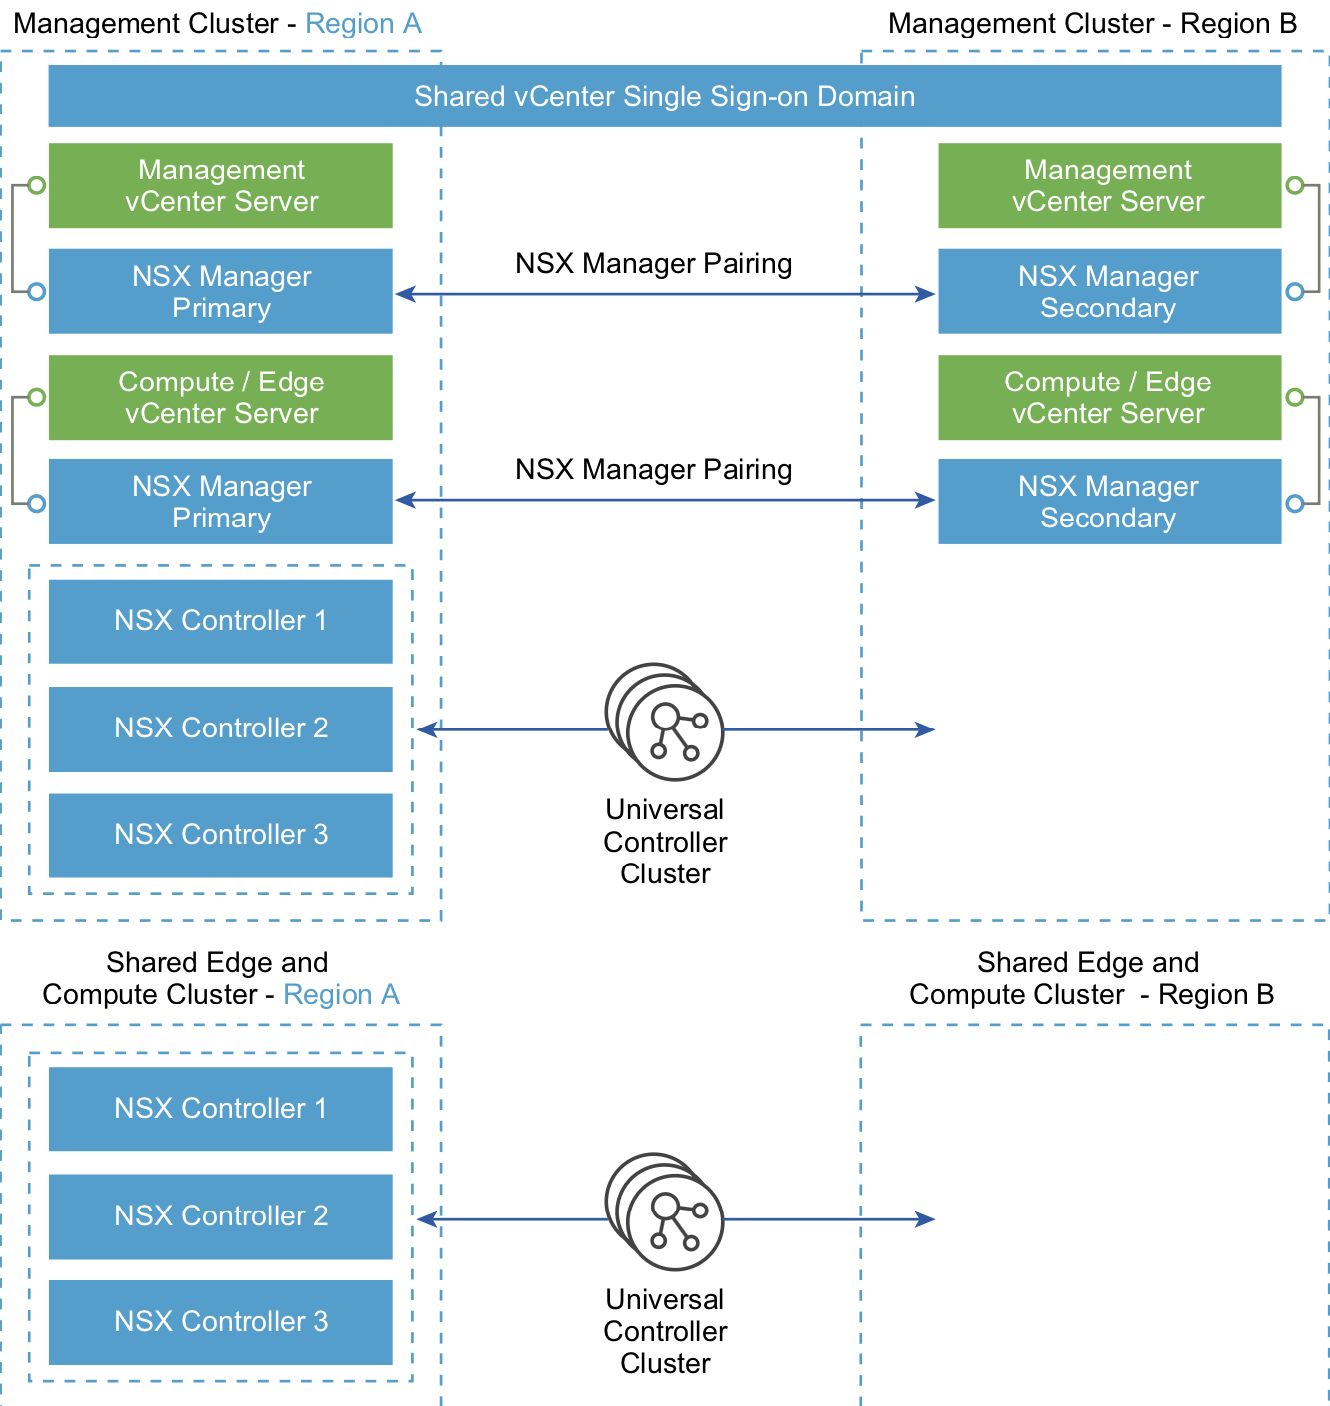 Management Cluster - Region A
Management Cluster - Region B
Shared vCenter Single Sign-on Domain
Management
vCenter Server
Management
vCenter Server
NSX Manager
Primary
NSX Manager Pairing
NSX Manager
Secondary
Compute / Edge
vCenter Server
Compute / Edge
vCenter Server
NSX Manager
Primary
NSX Manager Pairing
NSX Manager
Secondary
NSX Controller 1
NSX Controller 2
NSX Controller 3
Universal
Controller
Cluster
Shared Edge and
Compute Cluster - Region A
Shared Edge and
Compute Cluster - Region B
NSX Controller 1
NSX Controller 2
NSX Controller 3
Universal
Controller
Cluster